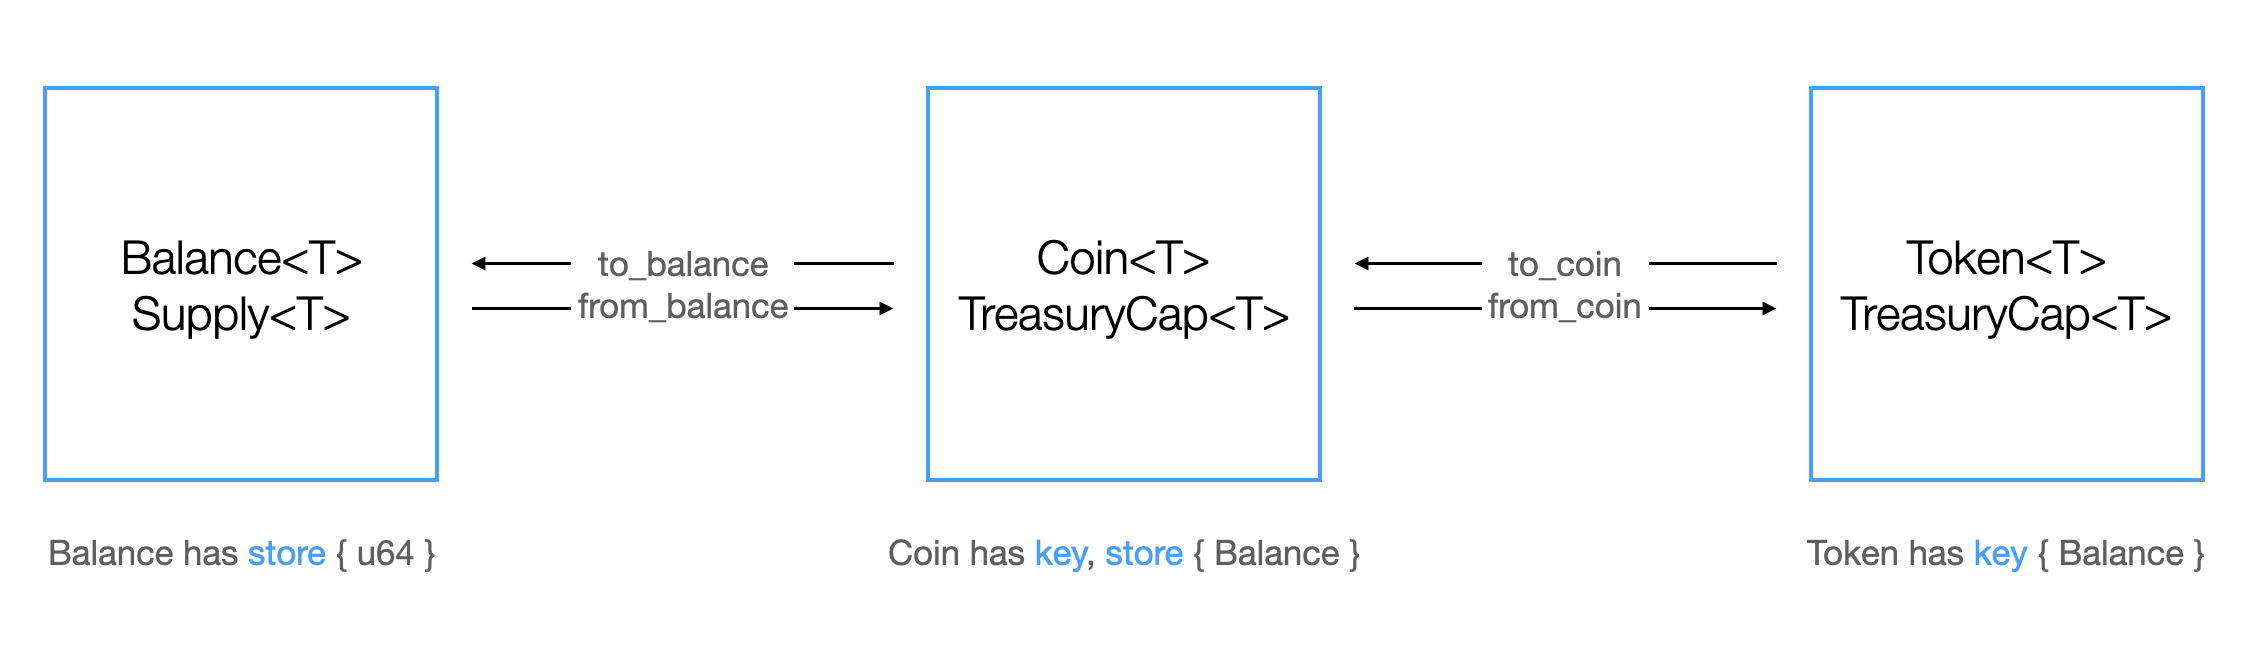 Balance<T>
Supply<T>
to_balance
from_balance
Coin<T>
TreasuryCap<T>
to_coin
from_coin
Token<T>
TreasuryCap<T>
Balance has store { u64 }
Coin has key, store { Balance }
Token has key { Balance }